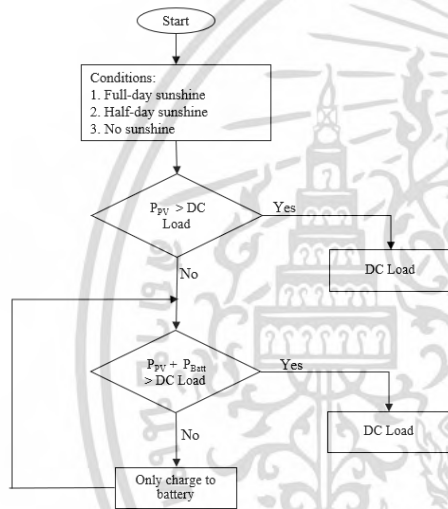 Start
Conditions:
1. Full-day sunshine
2. Half-day sunshine
3. No sunshine
P_PV > DC
Load
Yes
DC Load
No
P_PV + P_Batt
> DC Load
Yes
DC Load
No
Only charge to
battery